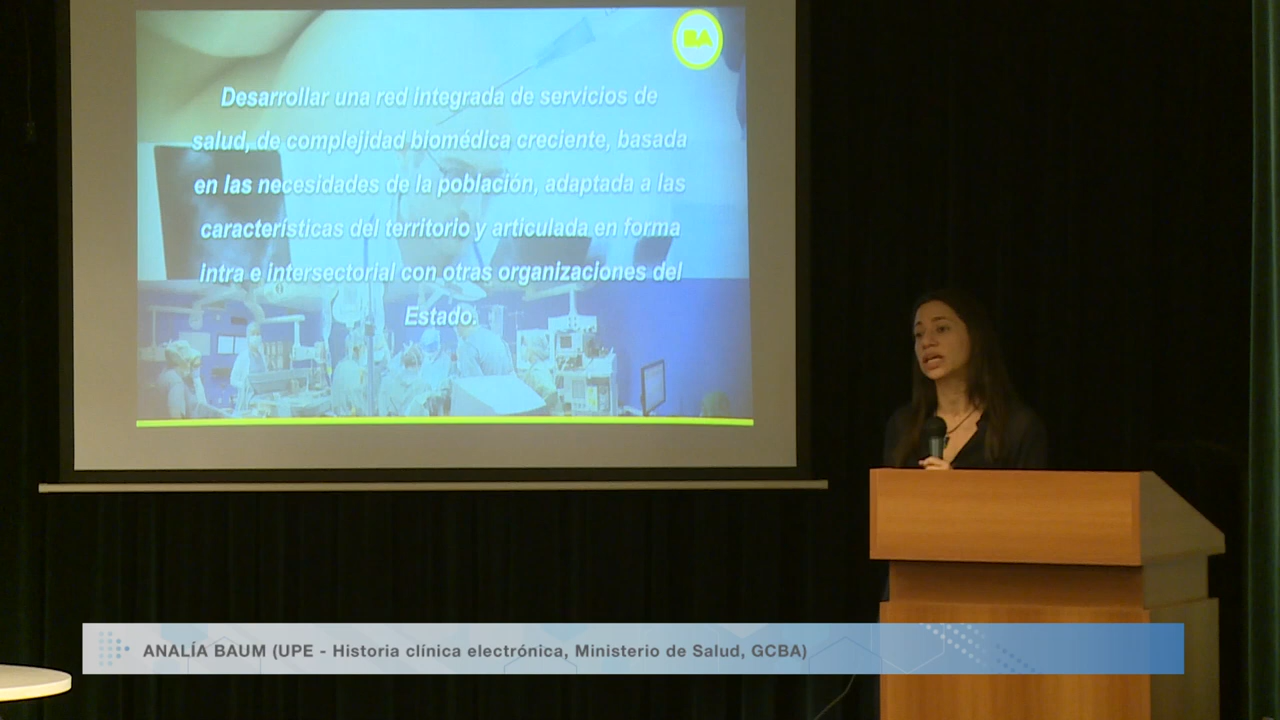 BA
Desarrollar una red integrada de servicios de
salud, de complejidad biomédica creciente, basada
en las necesidades de la población, adaptada a las
características del territorio y articulada en forma
intra e intersectorial con otras organizaciones del
Estado.
ANALÍA BAUM (UPE - Historia clínica electrónica, Ministerio de Salud, GCBA)